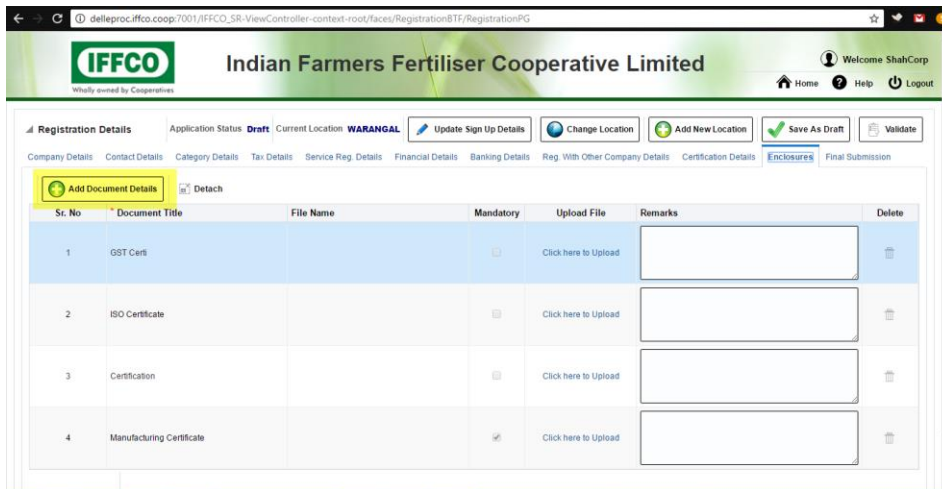 delleproc.iffco.coop:7001/IFFCO_SR-ViewController-context-root/faces/RegistrationBTF/RegistrationPG
IFFCO
Wholly owned by Cooperatives
Indian Farmers Fertiliser Cooperative Limited
Welcome ShahCorp
Home Help Logout
Registration Details Application Status Draft Current Location WARANGAL Update Sign Up Details Change Location Add New Location Save As Draft Validate
Company Details Contact Details Category Details Tax Details Service Reg. Details Financial Details Banking Details Reg. With Other Company Details Certification Details Enclosures Final Submission
Add Document Details Detach
Sr. No * Document Title File Name Mandatory Upload File Remarks Delete
1 GST Certi Click here to Upload
2 ISO Certificate Click here to Upload
3 Certification Click here to Upload
4 Manufacturing Certificate Click here to Upload